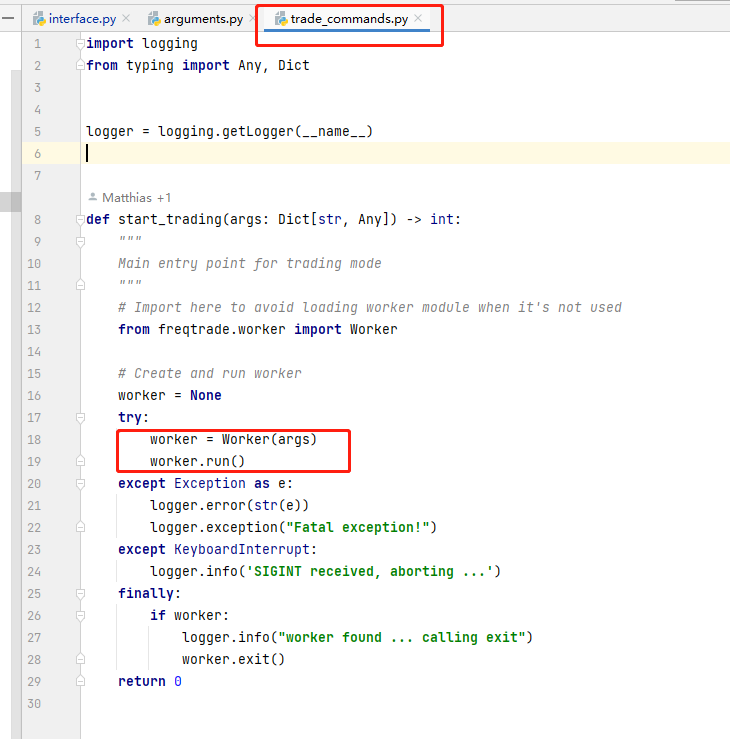 interface.py arguments.py trade_commands.py
1 import logging
2 from typing import Any, Dict
3
4
5 logger = logging.getLogger(__name__)
6
7
Matthias +1
8 def start_trading(args: Dict[str, Any]) -> int:
9     """
10     Main entry point for trading mode
11     """
12     # Import here to avoid loading worker module when it's not used
13     from freqtrade.worker import Worker
14
15     # Create and run worker
16     worker = None
17     try:
18         worker = Worker(args)
19         worker.run()
20     except Exception as e:
21         logger.error(str(e))
22         logger.exception("Fatal exception!")
23     except KeyboardInterrupt:
24         logger.info('SIGINT received, aborting ...')
25     finally:
26         if worker:
27             logger.info("worker found ... calling exit")
28             worker.exit()
29     return 0
30